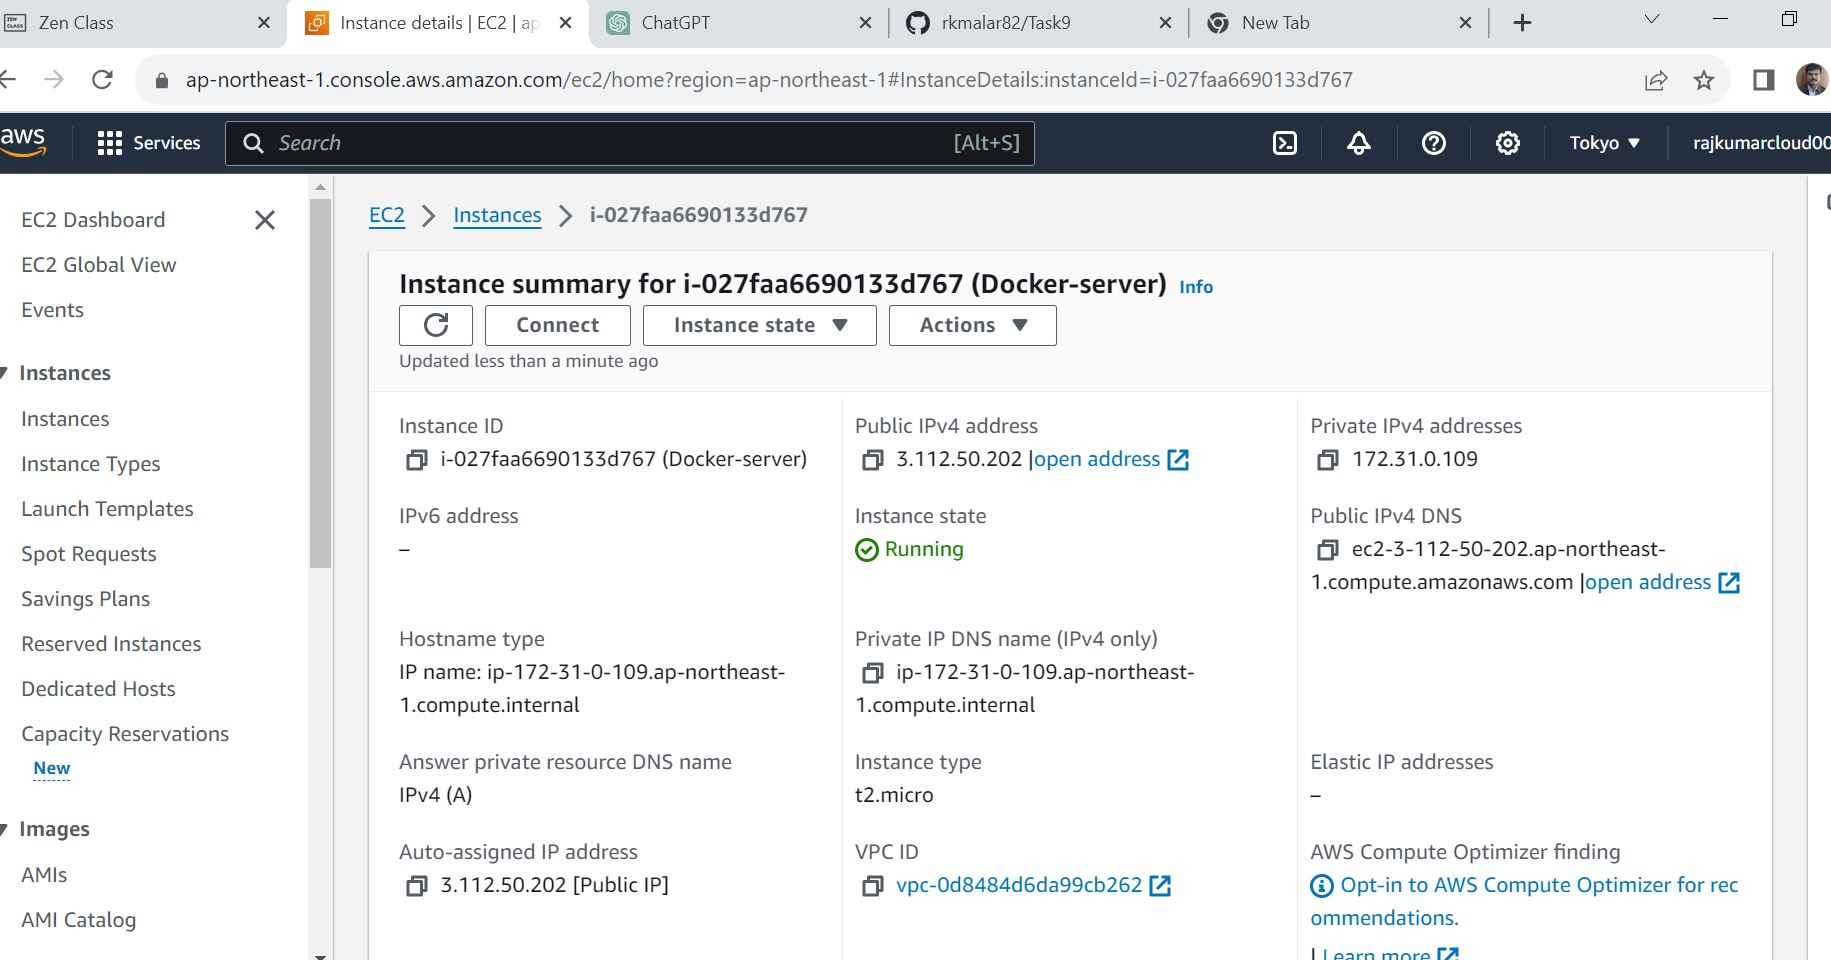 Zen Class
Instance details | EC2 | ap
ChatGPT
rkmalar82/Task9
New Tab
ap-northeast-1.console.aws.amazon.com/ec2/home?region=ap-northeast-1#InstanceDetails:instanceId=i-027faa6690133d767
aws
Services
Search
[Alt+S]
Tokyo
rajkumarcloud00
EC2 Dashboard
EC2 Global View
Events
Instances
Instances
Instance Types
Launch Templates
Spot Requests
Savings Plans
Reserved Instances
Dedicated Hosts
Capacity Reservations
New
Images
AMIs
AMI Catalog
EC2 > Instances > i-027faa6690133d767
Instance summary for i-027faa6690133d767 (Docker-server) Info
Connect
Instance state
Actions
Updated less than a minute ago
Instance ID
i-027faa6690133d767 (Docker-server)
Public IPv4 address
3.112.50.202 |open address
Private IPv4 addresses
172.31.0.109
IPv6 address
–
Instance state
Running
Public IPv4 DNS
ec2-3-112-50-202.ap-northeast-
1.compute.amazonaws.com |open address
Hostname type
IP name: ip-172-31-0-109.ap-northeast-
1.compute.internal
Private IP DNS name (IPv4 only)
ip-172-31-0-109.ap-northeast-
1.compute.internal
Answer private resource DNS name
IPv4 (A)
Instance type
t2.micro
Elastic IP addresses
–
Auto-assigned IP address
3.112.50.202 [Public IP]
VPC ID
vpc-0d8484d6da99cb262
AWS Compute Optimizer finding
Opt-in to AWS Compute Optimizer for rec
ommendations.
| Learn more